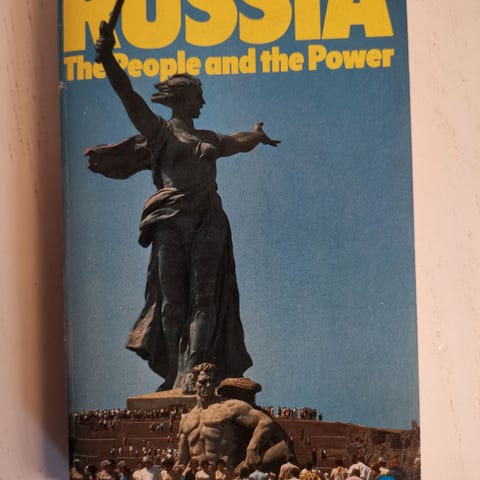 RUSSIA
The People and the Power